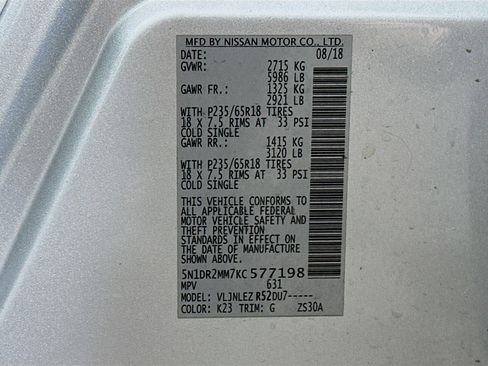 MFD BY NISSAN MOTOR CO., LTD.
DATE: 08/18
GVWR: 2715 KG
5986 LB
GAWR FR.: 1325 KG
2921 LB
WITH P235/65R18 TIRES
18 X 7.5 RIMS AT 33 PSI
COLD SINGLE
GAWR RR.: 1415 KG
3120 LB
WITH P235/65R18 TIRES
18 X 7.5 RIMS AT 33 PSI
COLD SINGLE
THIS VEHICLE CONFORMS TO
ALL APPLICABLE FEDERAL
MOTOR VEHICLE SAFETY
AND THEFT PREVENTION
STANDARDS IN EFFECT ON
THE DATE OF MANUFACTURE
SHOWN ABOVE.
5N1DR2MM7KC577198
MPV 631
MODEL: VLJNLEZ R52DU7-----
COLOR: K23 TRIM: G ZS30A